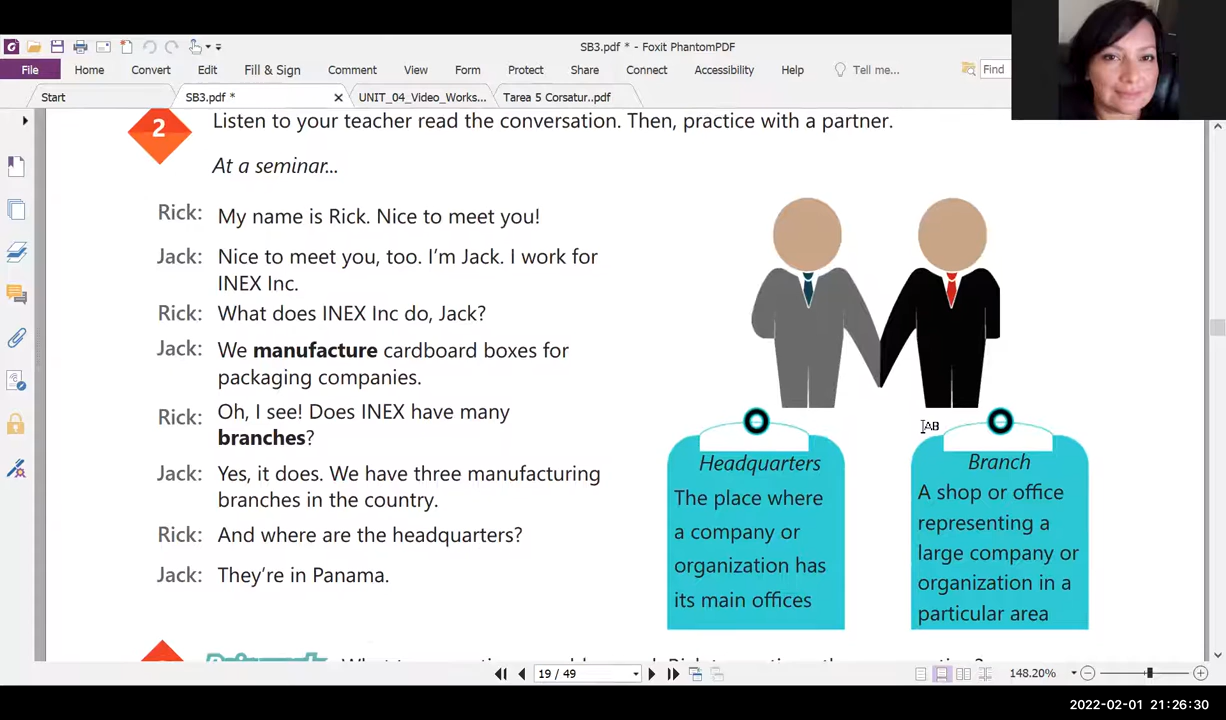 SB3.pdf * - Foxit PhantomPDF
File Home Convert Edit Fill & Sign Comment View Form Protect Share Connect Accessibility Help Tell me... Find
Start SB3.pdf * UNIT_04_Video_Works... Tarea 5 Corsatur..pdf
2 Listen to your teacher read the conversation. Then, practice with a partner.
At a seminar...
Rick: My name is Rick. Nice to meet you!
Jack: Nice to meet you, too. I'm Jack. I work for
INEX Inc.
Rick: What does INEX Inc do, Jack?
Jack: We manufacture cardboard boxes for
packaging companies.
Rick: Oh, I see! Does INEX have many
branches?
Jack: Yes, it does. We have three manufacturing
branches in the country.
Rick: And where are the headquarters?
Jack: They're in Panama.
AB
Headquarters
The place where
a company or
organization has
its main offices
Branch
A shop or office
representing a
large company or
organization in a
particular area
19 / 49 148.20%
2022-02-01 21:26:30